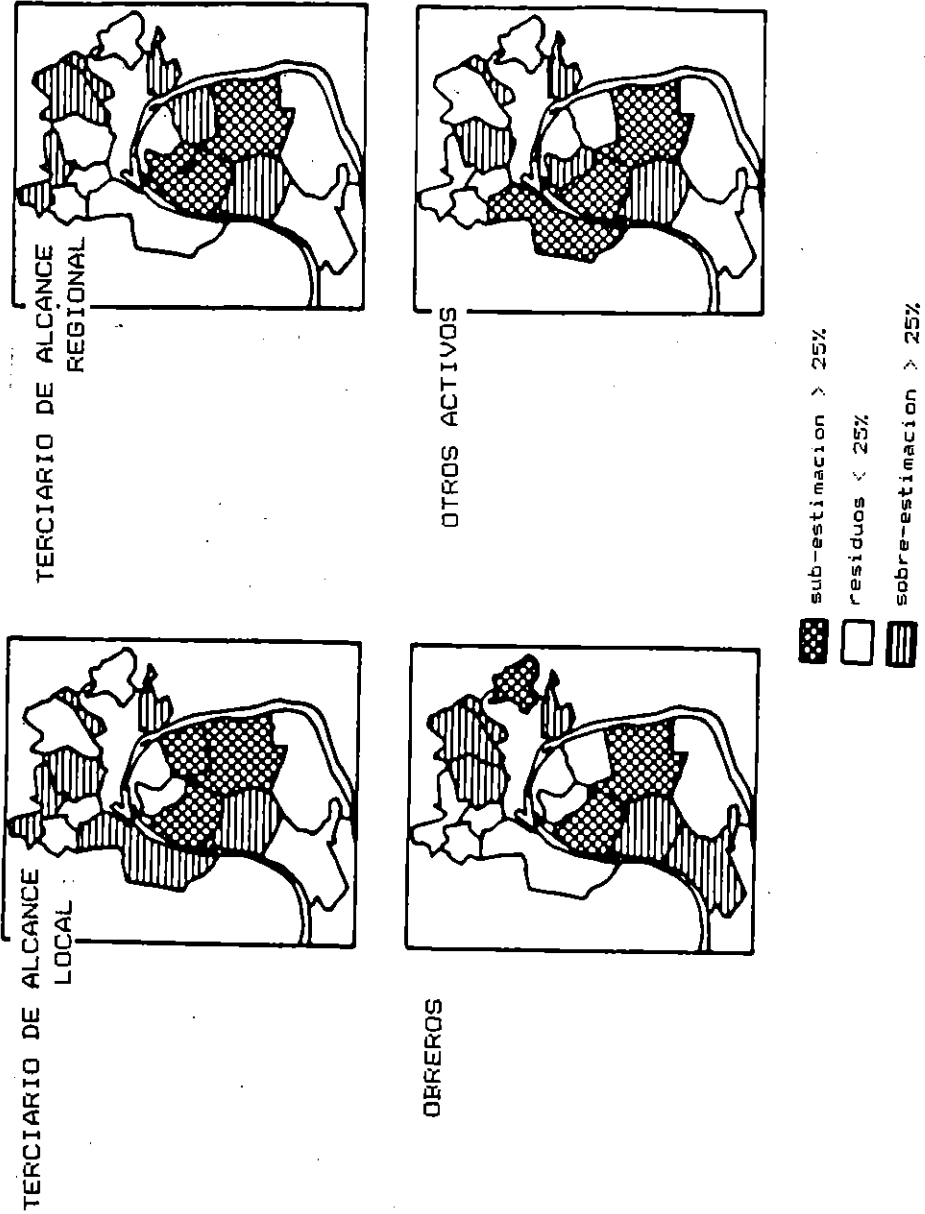 TERCIARIO DE ALCANCE
LOCAL
TERCIARIO DE ALCANCE
REGIONAL
OBREROS
OTROS ACTIVOS
sub-estimacion > 25%
residuos < 25%
sobre-estimacion > 25%